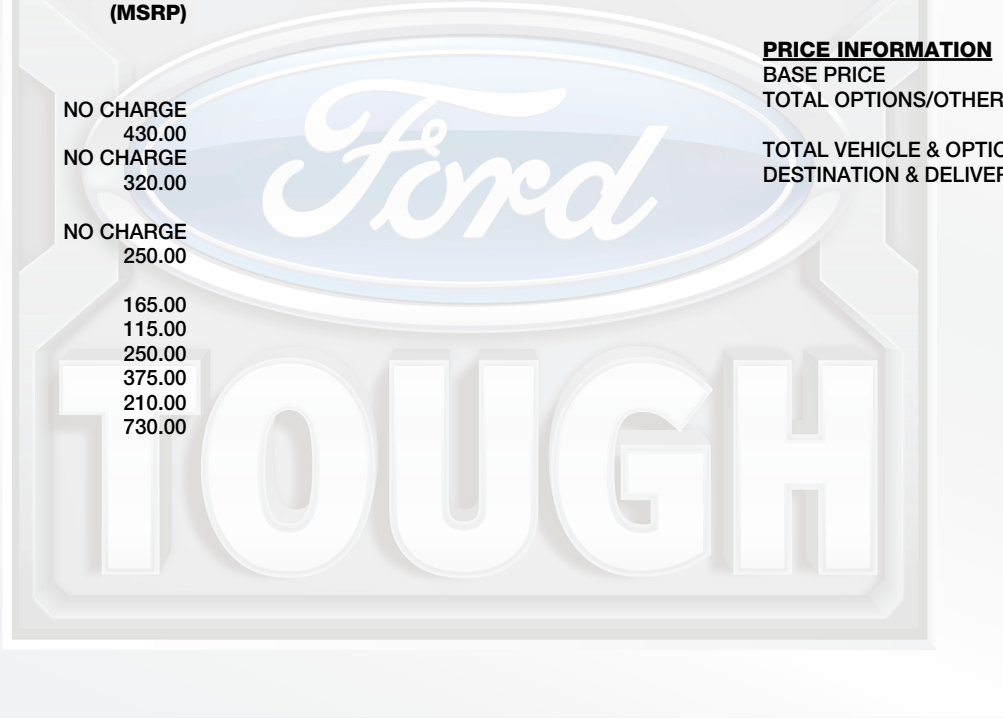 (MSRP)
NO CHARGE
430.00
NO CHARGE
320.00
NO CHARGE
250.00
165.00
115.00
250.00
375.00
210.00
730.00
PRICE INFORMATION
BASE PRICE
TOTAL OPTIONS/OTHER
TOTAL VEHICLE & OPTIO
DESTINATION & DELIVER
Ford
TOUGH